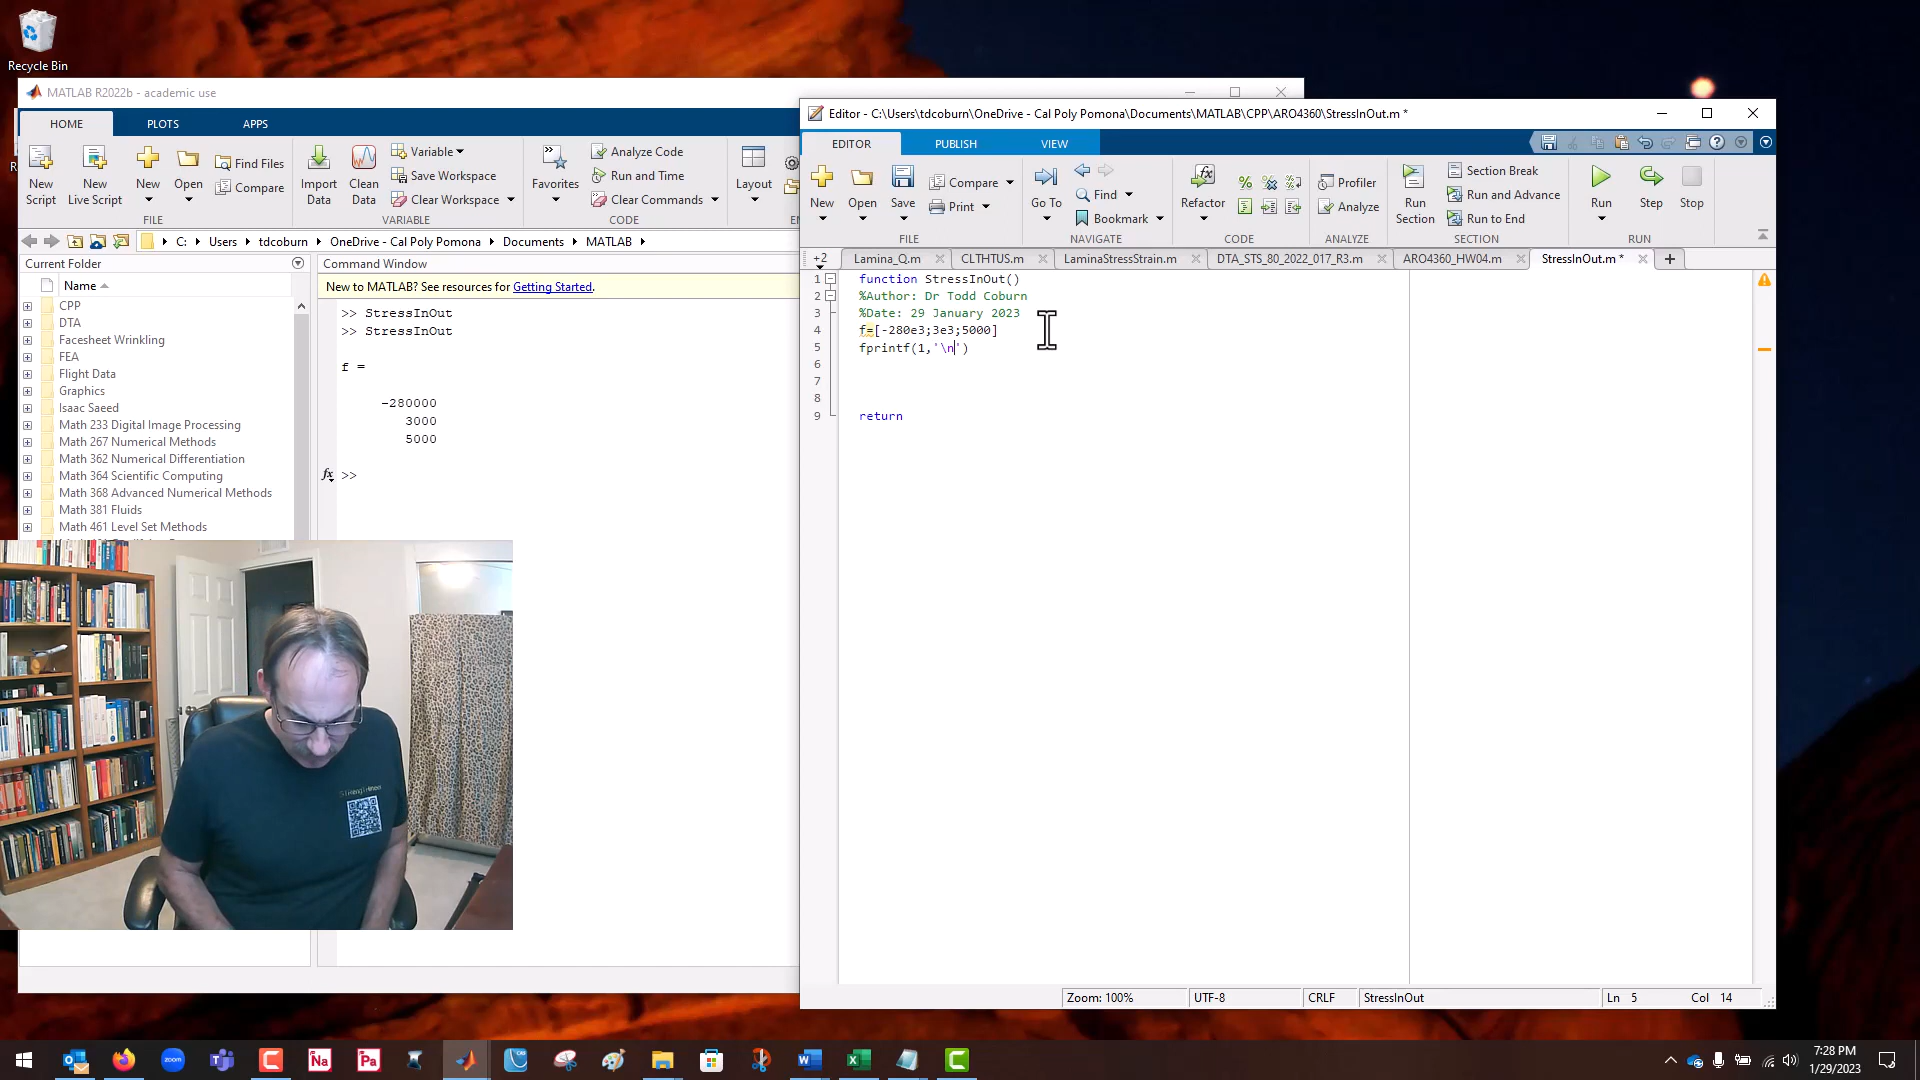 Recycle Bin
MATLAB R2022b - academic use
HOME PLOTS APPS
New Script
New Live Script
New
Open
Find Files
Compare
Import Data
Clean Data
Variable
Save Workspace
Clear Workspace
Favorites
Analyze Code
Run and Time
Clear Commands
Layout
FILE VARIABLE CODE
C: Users tdcoburn OneDrive - Cal Poly Pomona Documents MATLAB
Current Folder
Name
CPP
DTA
Facesheet Wrinkling
FEA
Flight Data
Graphics
Isaac Saeed
Math 233 Digital Image Processing
Math 267 Numerical Methods
Math 362 Numerical Differentiation
Math 364 Scientific Computing
Math 368 Advanced Numerical Methods
Math 381 Fluids
Math 461 Level Set Methods
Command Window
New to MATLAB? See resources for Getting Started.
>> StressInOut
>> StressInOut
f =
-280000
3000
5000
fx >>
Editor - C:\Users\tdcoburn\OneDrive - Cal Poly Pomona\Documents\MATLAB\CPP\ARO4360\StressInOut.m *
EDITOR PUBLISH VIEW
New
Open
Save
Compare
Print
Go To
Find
Bookmark
Refactor
Profiler
Analyze
Run Section
Section Break
Run and Advance
Run to End
Run
Step
Stop
FILE NAVIGATE CODE ANALYZE SECTION RUN
+2 Lamina_Q.m CLTHTUS.m LaminaStressStrain.m DTA_STS_80_2022_017_R3.m ARO4360_HW04.m StressInOut.m *
1 function StressInOut()
2 %Author: Dr Todd Coburn
3 %Date: 29 January 2023
4 f=[-280e3;3e3;5000]
5 fprintf(1,'\n')
6
7
8
9 return
Zoom: 100% UTF-8 CRLF StressInOut Ln 5 Col 14
7:28 PM
1/29/2023